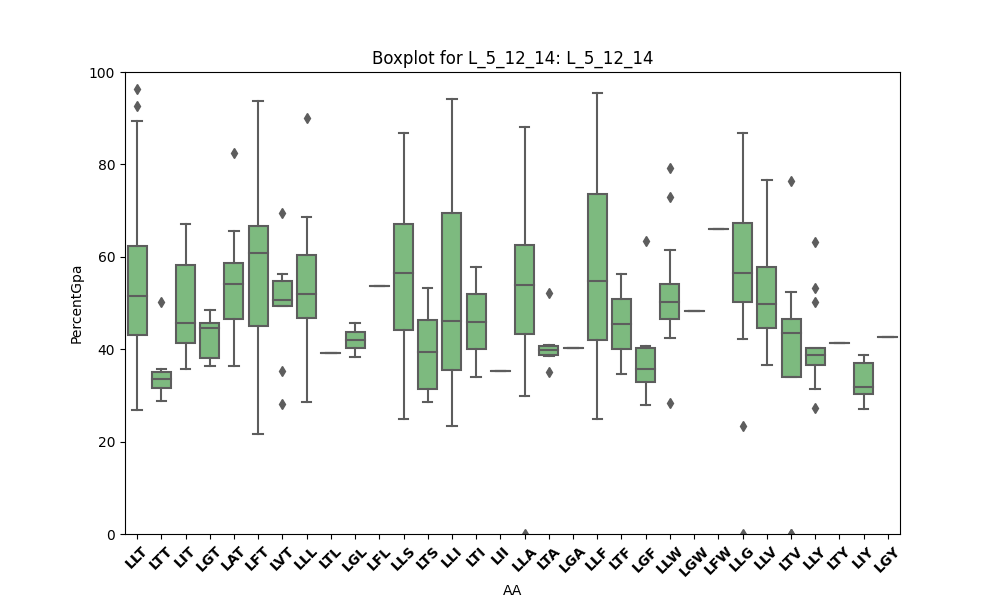 Boxplot for L_5_12_14: L_5_12_14
PercentGpa
100
80
60
40
20
0
LLT LTT LIT LGT LAT LFT LVT LLL LTL LGL LFL LLS LTS LLI LTI LII LLA LTA LGA LLF LTF LGF LLW LGW LFW LLG LLV LTV LLY LTY LIY LGY
AA